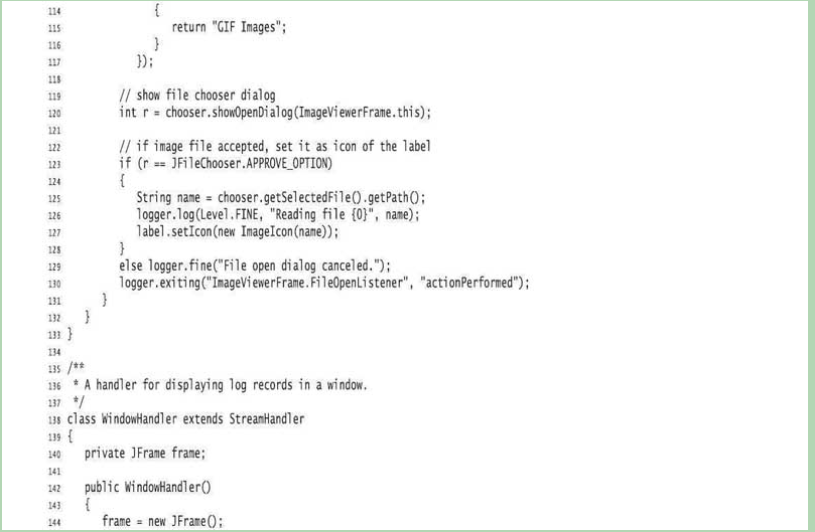 114 {
115 return "GIF Images";
116 }
117 });
118
119 // show file chooser dialog
120 int r = chooser.showOpenDialog(ImageViewerFrame.this);
121
122 // if image file accepted, set it as icon of the label
123 if (r == JFileChooser.APPROVE_OPTION)
124 {
125 String name = chooser.getSelectedFile().getPath();
126 logger.log(Level.FINE, "Reading file {0}", name);
127 label.setIcon(new ImageIcon(name));
128 }
129 else logger.fine("File open dialog canceled.");
130 logger.exiting("ImageViewerFrame.FileOpenListener", "actionPerformed");
131 }
132 }
133 }
134
135 /**
136 * A handler for displaying log records in a window.
137 */
138 class WindowHandler extends StreamHandler
139 {
140 private JFrame frame;
141
142 public WindowHandler()
143 {
144 frame = new JFrame();